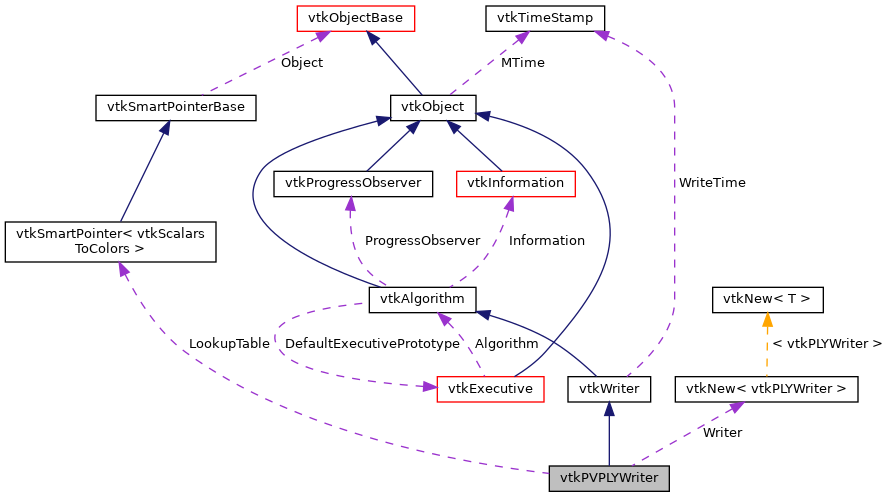 vtkObjectBase
vtkTimeStamp
Object
MTime
vtkSmartPointerBase
vtkObject
vtkProgressObserver
vtkInformation
WriteTime
vtkSmartPointer< vtkScalars
ToColors >
ProgressObserver
Information
vtkAlgorithm
vtkNew< T >
LookupTable
DefaultExecutivePrototype
Algorithm
< vtkPLYWriter >
vtkExecutive
vtkWriter
vtkNew< vtkPLYWriter >
Writer
vtkPVPLYWriter